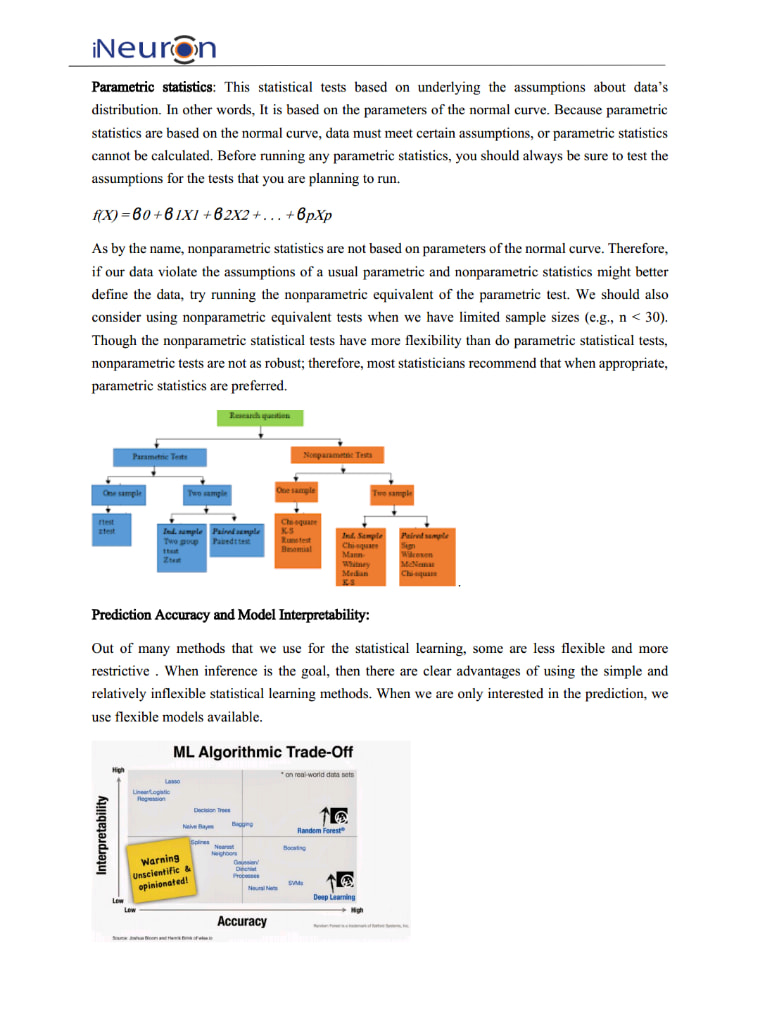 iNeuron
Parametric statistics: This statistical tests based on underlying the assumptions about data's
distribution. In other words, It is based on the parameters of the normal curve. Because parametric
statistics are based on the normal curve, data must meet certain assumptions, or parametric statistics
cannot be calculated. Before running any parametric statistics, you should always be sure to test the
assumptions for the tests that you are planning to run.
f(X) = ϐ0 + ϐ1X1 + ϐ2X2 + . . . + ϐpXp
As by the name, nonparametric statistics are not based on parameters of the normal curve. Therefore,
if our data violate the assumptions of a usual parametric and nonparametric statistics might better
define the data, try running the nonparametric equivalent of the parametric test. We should also
consider using nonparametric equivalent tests when we have limited sample sizes (e.g., n < 30).
Though the nonparametric statistical tests have more flexibility than do parametric statistical tests,
nonparametric tests are not as robust; therefore, most statisticians recommend that when appropriate,
parametric statistics are preferred.
Research question
Parametric Tests
Nonparametric Tests
One sample
Two sample
One sample
Two sample
t test
z test
Ind. sample
Two group
t test
Z test
Paired sample
Paired t test
Chi-square
K-S
Runs test
Binomial
Ind. Sample
Chi-square
Mann-
Whitney
Median
K-S
Paired sample
Sign
Wilcoxon
McNemar
Chi-square
.
Prediction Accuracy and Model Interpretability:
Out of many methods that we use for the statistical learning, some are less flexible and more
restrictive . When inference is the goal, then there are clear advantages of using the simple and
relatively inflexible statistical learning methods. When we are only interested in the prediction, we
use flexible models available.
ML Algorithmic Trade-Off
High
* on real-world data sets
Lasso
Linear/Logistic
Regression
Decision Trees
Naive Bayes
Bagging
Random Forest®
Interpretability
Splines
Nearest
Neighbors
Boosting
Warning
Unscientific &
opinionated!
Gaussian/
Dirichlet
Processes
SVMs
Neural Nets
Deep Learning
Low
Low
High
Accuracy
Random Forest is a trademark of Salford Systems, Inc.
Source: Joshua Bloom and Henrik Brink of wise.io